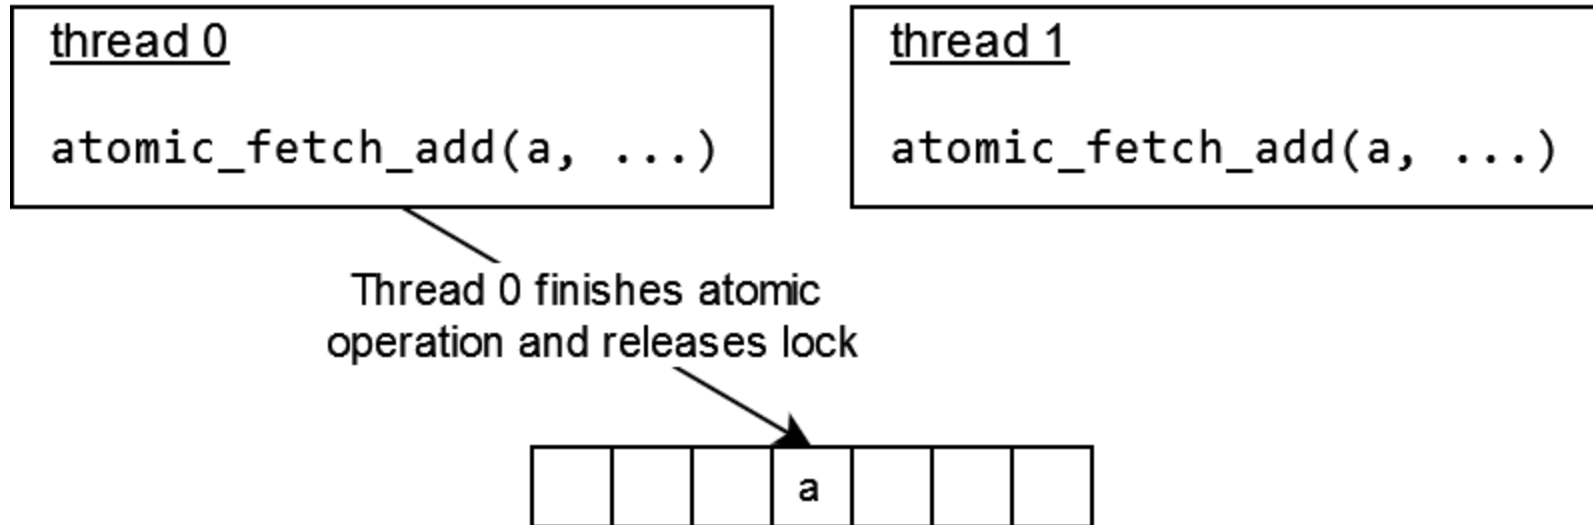 thread 0
atomic_fetch_add(a, ...)
thread 1
atomic_fetch_add(a, ...)
Thread 0 finishes atomic
operation and releases lock
a